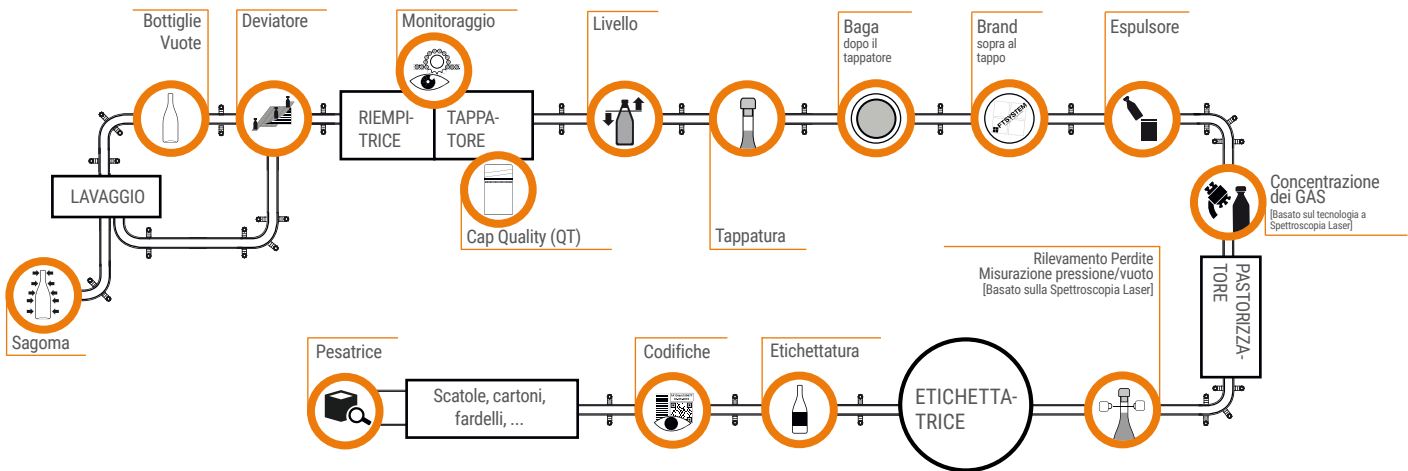 Bottiglie
Vuote
Deviatore
Monitoraggio
Livello
Baga
dopo il
tappatore
Brand
sopra al
tappo
Espulsore
RIEMPI-
TRICE
TAPPA-
TORE
FTSYSTEM
LAVAGGIO
Concentrazione
dei GAS
[Basato sul tecnologia a
Spettroscopia Laser]
Cap Quality (QT)
Tappatura
Rilevamento Perdite
Misurazione pressione/vuoto
[Basato sulla Spettroscopia Laser]
PASTORIZZA-
TORE
Sagoma
Pesatrice
Codifiche
Etichettatura
Scatole, cartoni,
fardelli, ...
ETICHETTA-
TRICE